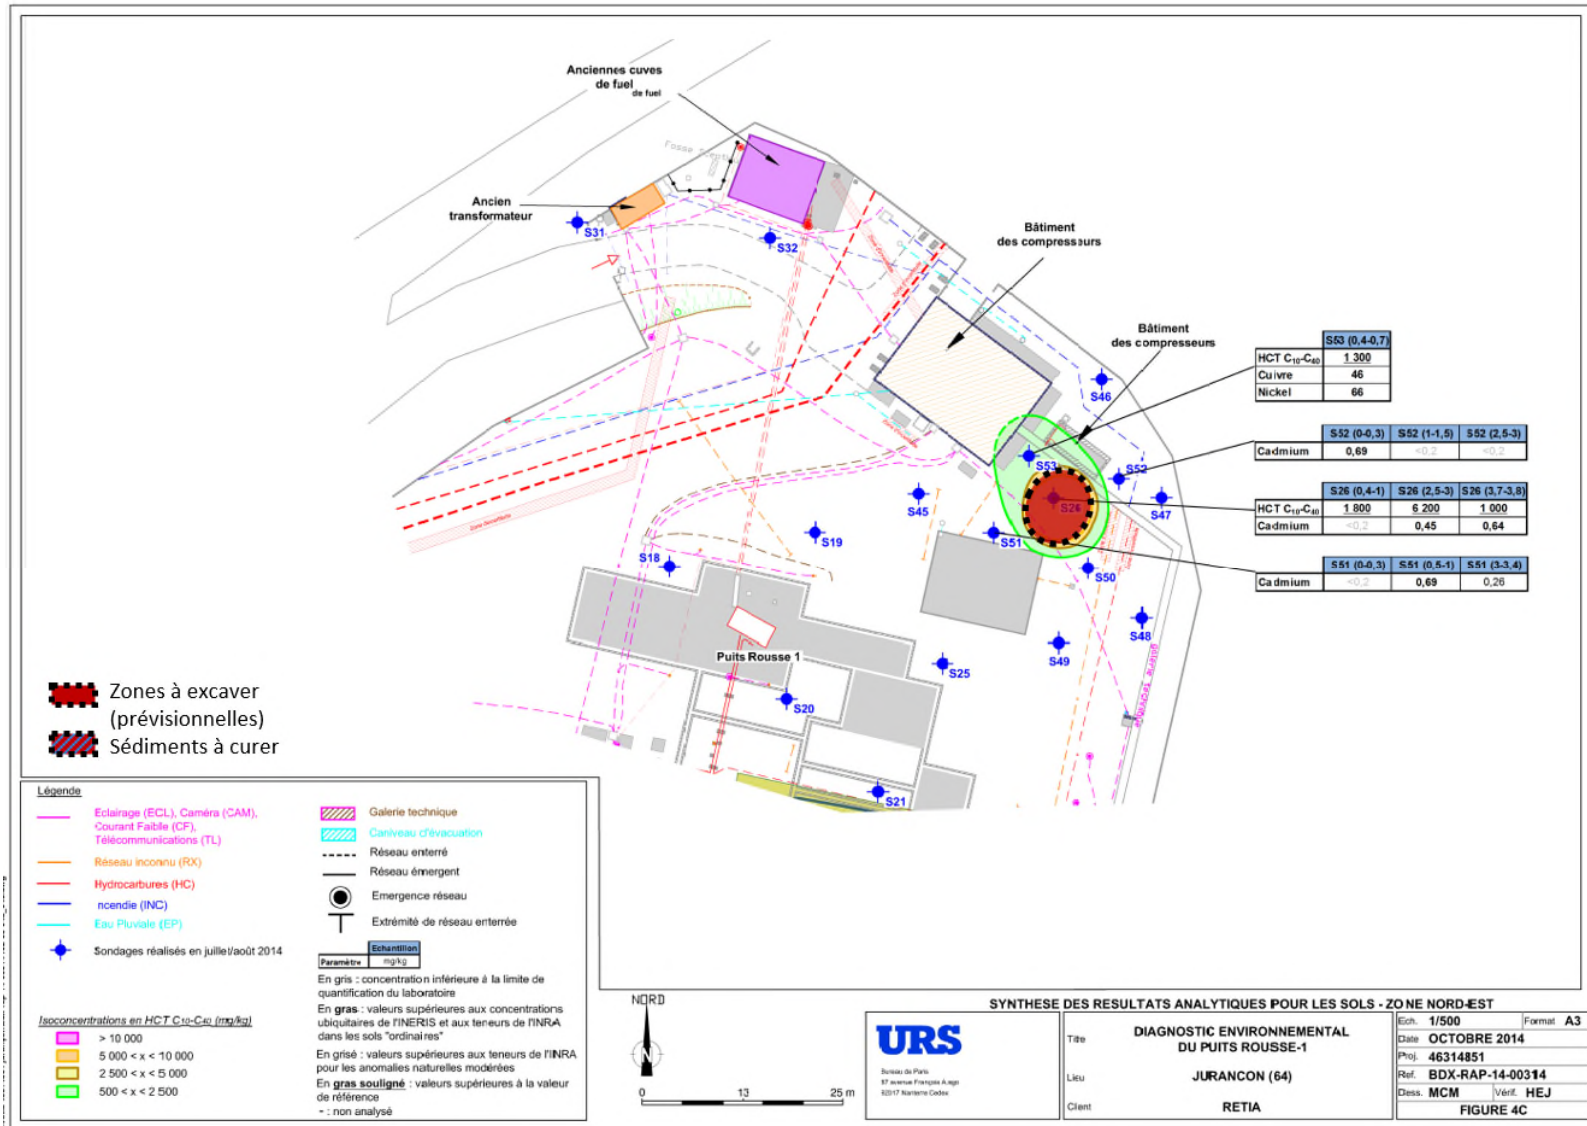 Anciennes cuves
de fuel
de fuel
Ancien
transformateur
Bâtiment
des compresseurs
Bâtiment
des compresseurs
S31
S32
S46
S53
S52
S47
S26
S45
S51
S19
S18
S50
S48
S49
S25
S20
S21
Puits Rousse 1
Galerie technique
S53 (0,4-0,7)
HCT C10-C40 1 300
Cuivre 46
Nickel 66
S52 (0-0,3) S52 (1-1,5) S52 (2,5-3)
Cadmium 0,69 <0,2 <0,2
S26 (0,4-1) S26 (2,5-3) S26 (3,7-3,8)
HCT C10-C40 1 800 6 200 1 000
Cadmium <0,2 0,45 0,64
S51 (0-0,3) S51 (0,5-1) S51 (3-3,4)
Cadmium <0,2 0,69 0,26
Zones à excaver
(prévisionnelles)
Sédiments à curer
Légende
Eclairage (ECL), Caméra (CAM),
Courant Faible (CF),
Télécommunications (TL)
Réseau inconnu (RX)
Hydrocarbures (HC)
ncendie (INC)
Eau Pluviale (EP)
Sondages réalisés en juillet/août 2014
Isoconcentrations en HCT C10-C40 (mg/kg)
> 10 000
5 000 < x < 10 000
2 500 < x < 5 000
500 < x < 2 500
Galerie technique
Caniveau d'évacuation
Réseau enterré
Réseau émergent
Emergence réseau
Extrémité de réseau enterrée
Echantillon
Paramètre mg/kg
En gris : concentration inférieure à la limite de
quantification du laboratoire
En gras : valeurs supérieures aux concentrations
ubiquitaires de l'INERIS et aux teneurs de l'INRA
dans les sols "ordinaires"
En grisé : valeurs supérieures aux teneurs de l'INRA
pour les anomalies naturelles modérées
En gras souligné : valeurs supérieures à la valeur
de référence
- : non analysé
NORD
N
0 13 25 m
SYNTHESE DES RESULTATS ANALYTIQUES POUR LES SOLS - ZONE NORD-EST
URS
Bureau de Paris
87 avenue François Arago
92017 Nanterre Cedex
Titre DIAGNOSTIC ENVIRONNEMENTAL
DU PUITS ROUSSE-1
Lieu JURANCON (64)
Client RETIA
Ech. 1/500 Format A3
Date OCTOBRE 2014
Proj. 46314851
Ref. BDX-RAP-14-00314
Dess. MCM Vérif. HEJ
FIGURE 4C